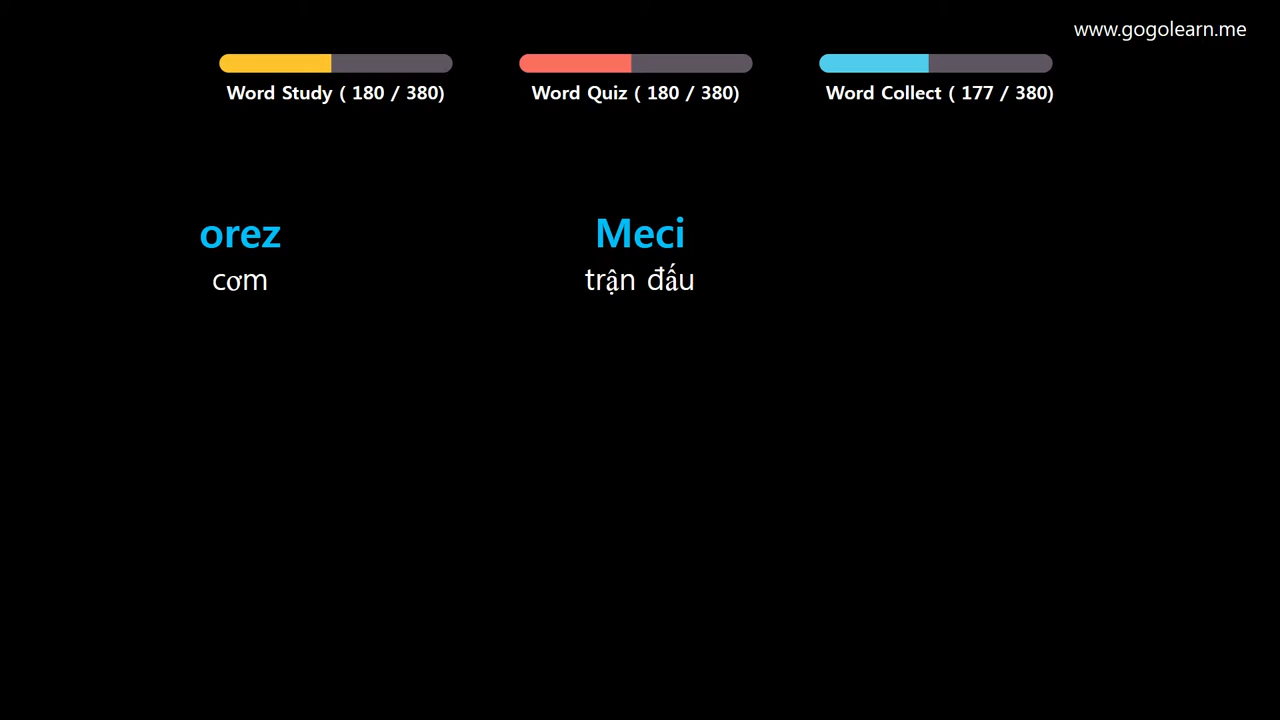 www.gogolearn.me
Word Study ( 180 / 380)
Word Quiz ( 180 / 380)
Word Collect ( 177 / 380)
orez
cơm
Meci
trận đấu